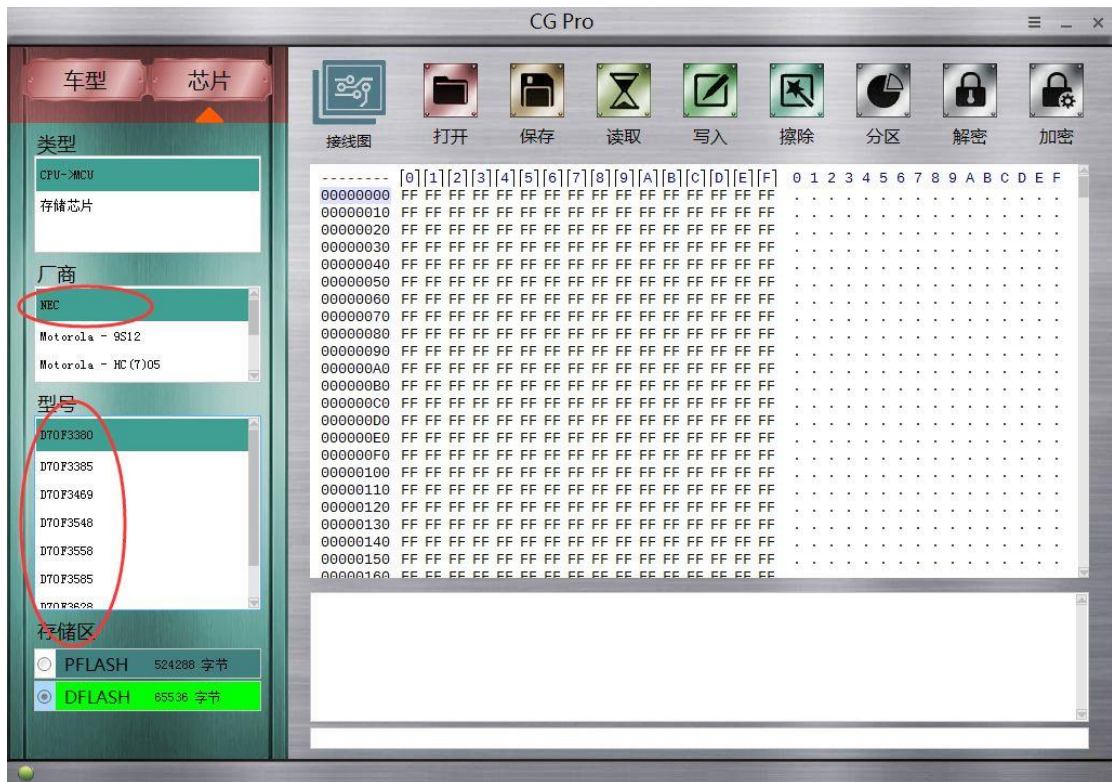 CG Pro
车型 芯片
类型
CPU->MCU
存储芯片
厂商
NEC
Motorola - 9S12
Motorola - HC(7)05
型号
D70F3380
D70F3385
D70F3469
D70F3548
D70F3558
D70F3585
D70F3628
存储区
PFLASH 524288 字节
DFLASH 65536 字节
接线图 打开 保存 读取 写入 擦除 分区 解密 加密
-------- [0][1][2][3][4][5][6][7][8][9][A][B][C][D][E][F] 0 1 2 3 4 5 6 7 8 9 A B C D E F
00000000 FF FF FF FF FF FF FF FF FF FF FF FF FF FF FF FF . . . . . . . . . . . . . . . .
00000010 FF FF FF FF FF FF FF FF FF FF FF FF FF FF FF FF . . . . . . . . . . . . . . . .
00000020 FF FF FF FF FF FF FF FF FF FF FF FF FF FF FF FF . . . . . . . . . . . . . . . .
00000030 FF FF FF FF FF FF FF FF FF FF FF FF FF FF FF FF . . . . . . . . . . . . . . . .
00000040 FF FF FF FF FF FF FF FF FF FF FF FF FF FF FF FF . . . . . . . . . . . . . . . .
00000050 FF FF FF FF FF FF FF FF FF FF FF FF FF FF FF FF . . . . . . . . . . . . . . . .
00000060 FF FF FF FF FF FF FF FF FF FF FF FF FF FF FF FF . . . . . . . . . . . . . . . .
00000070 FF FF FF FF FF FF FF FF FF FF FF FF FF FF FF FF . . . . . . . . . . . . . . . .
00000080 FF FF FF FF FF FF FF FF FF FF FF FF FF FF FF FF . . . . . . . . . . . . . . . .
00000090 FF FF FF FF FF FF FF FF FF FF FF FF FF FF FF FF . . . . . . . . . . . . . . . .
000000A0 FF FF FF FF FF FF FF FF FF FF FF FF FF FF FF FF . . . . . . . . . . . . . . . .
000000B0 FF FF FF FF FF FF FF FF FF FF FF FF FF FF FF FF . . . . . . . . . . . . . . . .
000000C0 FF FF FF FF FF FF FF FF FF FF FF FF FF FF FF FF . . . . . . . . . . . . . . . .
000000D0 FF FF FF FF FF FF FF FF FF FF FF FF FF FF FF FF . . . . . . . . . . . . . . . .
000000E0 FF FF FF FF FF FF FF FF FF FF FF FF FF FF FF FF . . . . . . . . . . . . . . . .
000000F0 FF FF FF FF FF FF FF FF FF FF FF FF FF FF FF FF . . . . . . . . . . . . . . . .
00000100 FF FF FF FF FF FF FF FF FF FF FF FF FF FF FF FF . . . . . . . . . . . . . . . .
00000110 FF FF FF FF FF FF FF FF FF FF FF FF FF FF FF FF . . . . . . . . . . . . . . . .
00000120 FF FF FF FF FF FF FF FF FF FF FF FF FF FF FF FF . . . . . . . . . . . . . . . .
00000130 FF FF FF FF FF FF FF FF FF FF FF FF FF FF FF FF . . . . . . . . . . . . . . . .
00000140 FF FF FF FF FF FF FF FF FF FF FF FF FF FF FF FF . . . . . . . . . . . . . . . .
00000150 FF FF FF FF FF FF FF FF FF FF FF FF FF FF FF FF . . . . . . . . . . . . . . . .
00000160 FF FF FF FF FF FF FF FF FF FF FF FF FF FF FF FF